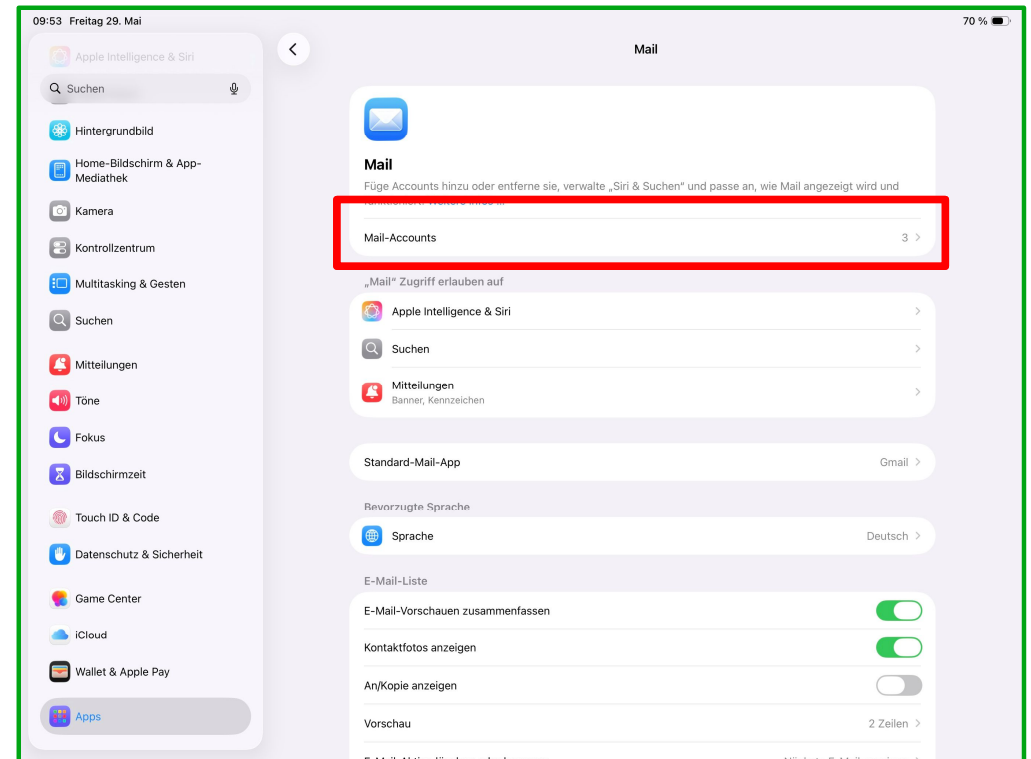 09:53 Freitag 29. Mai
70 %
Apple Intelligence & Siri
Suchen
Hintergrundbild
Home-Bildschirm & App-
Mediathek
Kamera
Kontrollzentrum
Multitasking & Gesten
Suchen
Mitteilungen
Töne
Fokus
Bildschirmzeit
Touch ID & Code
Datenschutz & Sicherheit
Game Center
iCloud
Wallet & Apple Pay
Apps
Mail
Mail
Füge Accounts hinzu oder entferne sie, verwalte „Siri & Suchen“ und passe an, wie Mail angezeigt wird und
Mail-Accounts 3
„Mail“ Zugriff erlauben auf
Apple Intelligence & Siri
Suchen
Mitteilungen
Banner, Kennzeichen
Standard-Mail-App Gmail
Bevorzugte Sprache
Sprache Deutsch
E-Mail-Liste
E-Mail-Vorschauen zusammenfassen
Kontaktfotos anzeigen
An/Kopie anzeigen
Vorschau 2 Zeilen